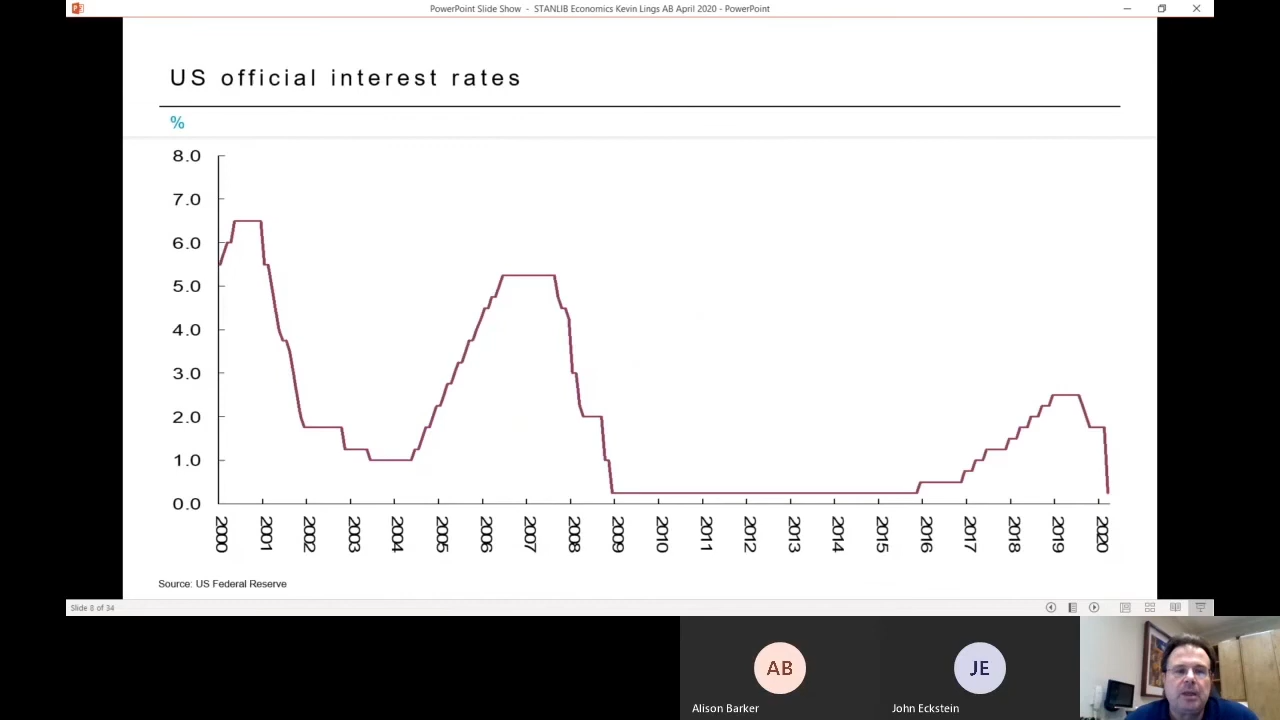 PowerPoint Slide Show - STANLIB Economics Kevin Lings AB April 2020 - PowerPoint
US official interest rates
%
8.0
7.0
6.0
5.0
4.0
3.0
2.0
1.0
0.0
2000 2001 2002 2003 2004 2005 2006 2007 2008 2009 2010 2011 2012 2013 2014 2015 2016 2017 2018 2019 2020
Source: US Federal Reserve
Slide 8 of 34
AB JE
Alison Barker John Eckstein